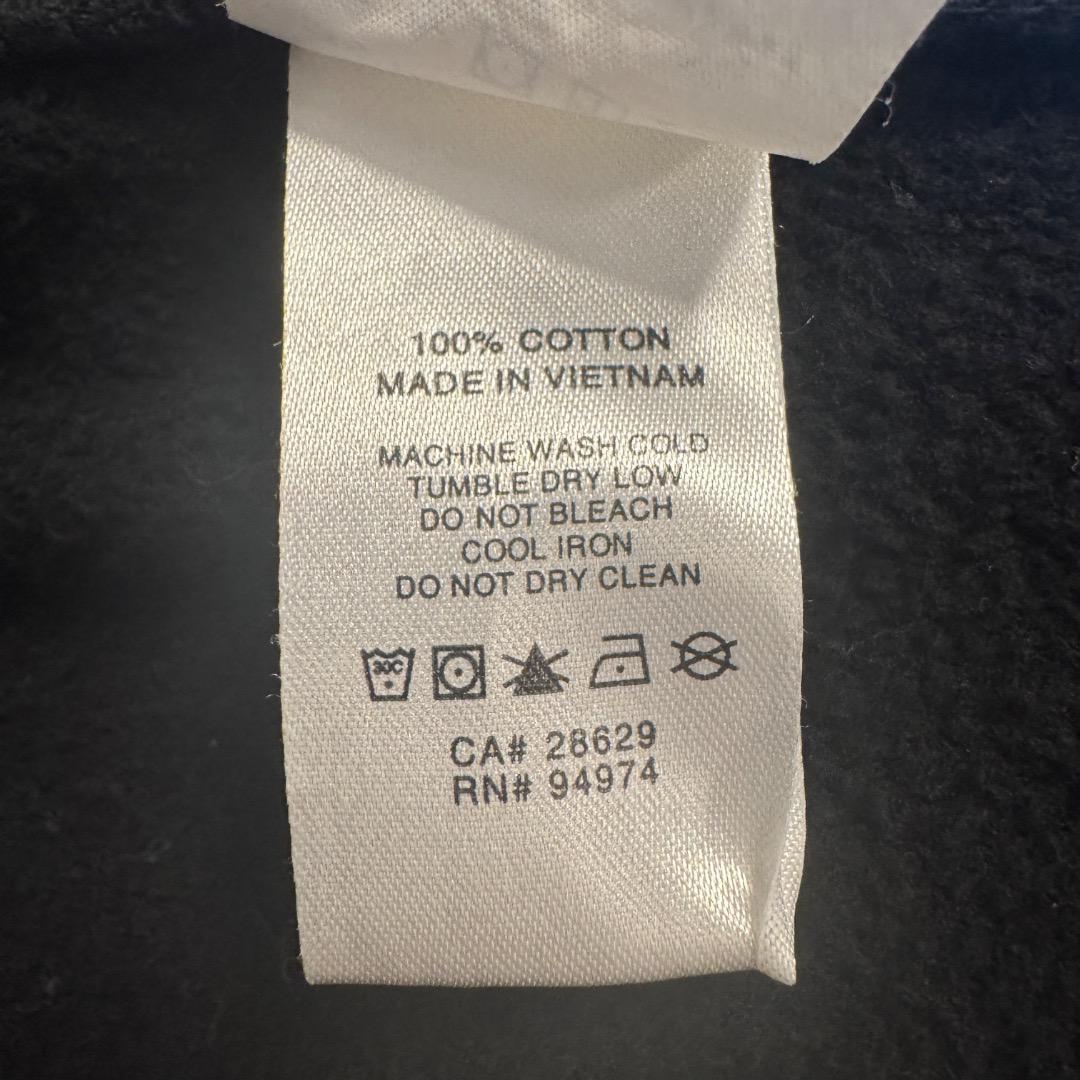 100% COTTON
MADE IN VIETNAM
MACHINE WASH COLD
TUMBLE DRY LOW
DO NOT BLEACH
COOL IRON
DO NOT DRY CLEAN
30C
CA# 28629
RN# 94974